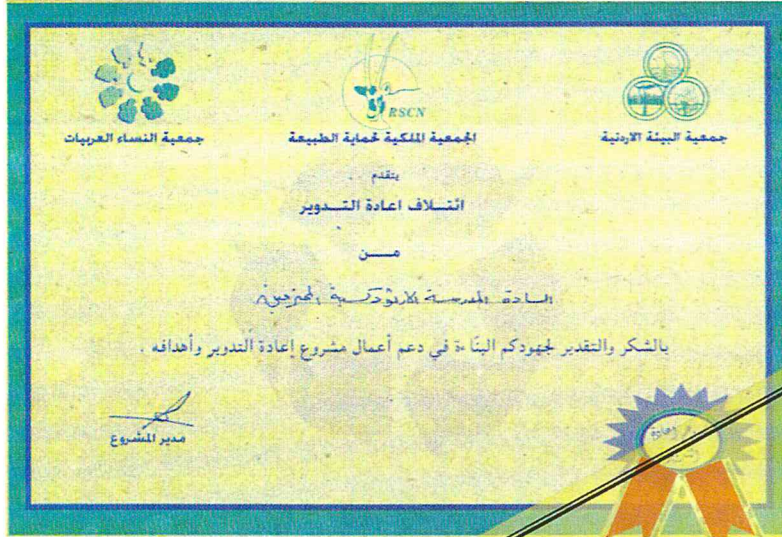 جمعية البيئة الاردنية
RSCN
الجمعية الملكية لحماية الطبيعة
جمعية النساء العربيات
يتقدم
ائتلاف اعادة التدوير
من
السادة المدرسة الارثوذكسية المحترمين
بالشكر والتقدير لجهودكم البنّاءة في دعم أعمال مشروع إعادة التدوير وأهدافه .
مدير المشروع